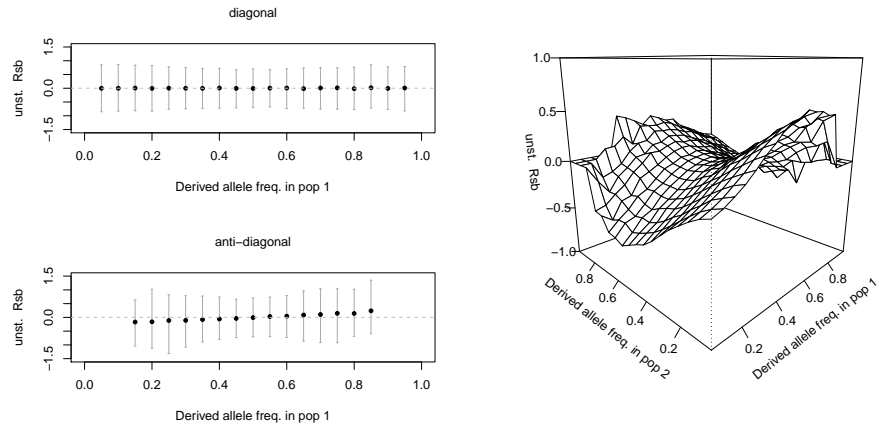 diagonal
unst. Rsb
1.5
0.0
−1.5
0.0 0.2 0.4 0.6 0.8 1.0
Derived allele freq. in pop 1
anti−diagonal
unst. Rsb
1.5
0.0
−1.5
0.0 0.2 0.4 0.6 0.8 1.0
Derived allele freq. in pop 1
1.0
0.5
0.0
−0.5
−1.0
unst. Rsb
0.8
0.6
0.4
0.2
Derived allele freq. in pop 2
0.2
0.4
0.6
0.8
Derived allele freq. in pop 1